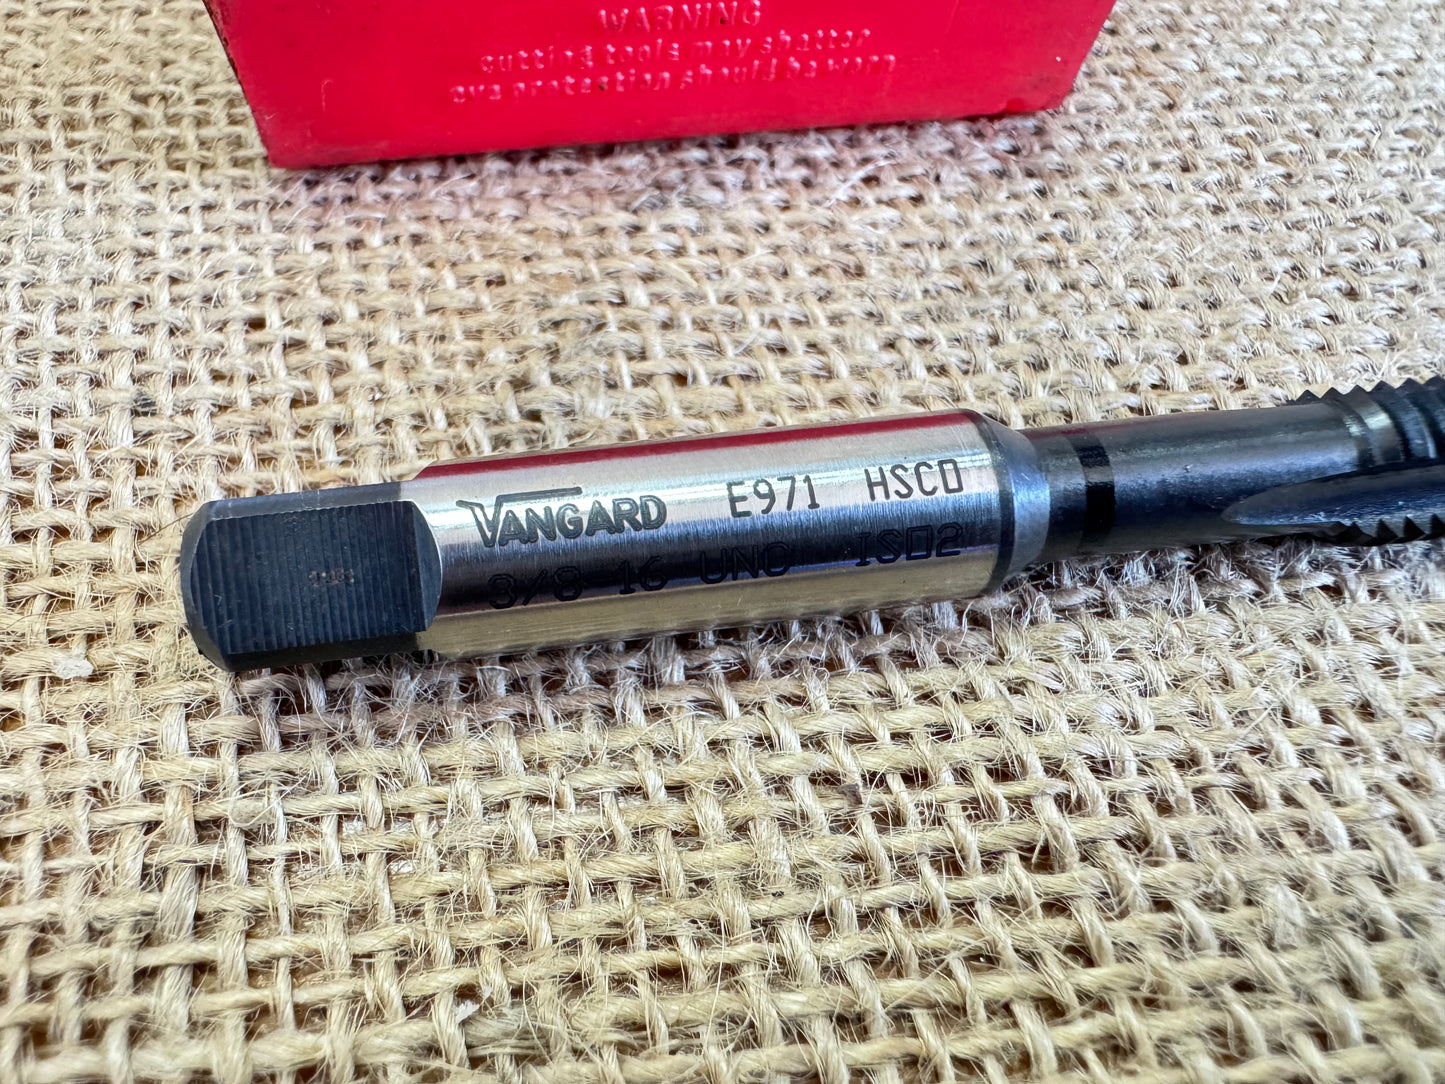 WARNING
cutting tools may shatter
eye protection should be worn
VANGARD E971 HSCO
3/8 16 UNC ISO2